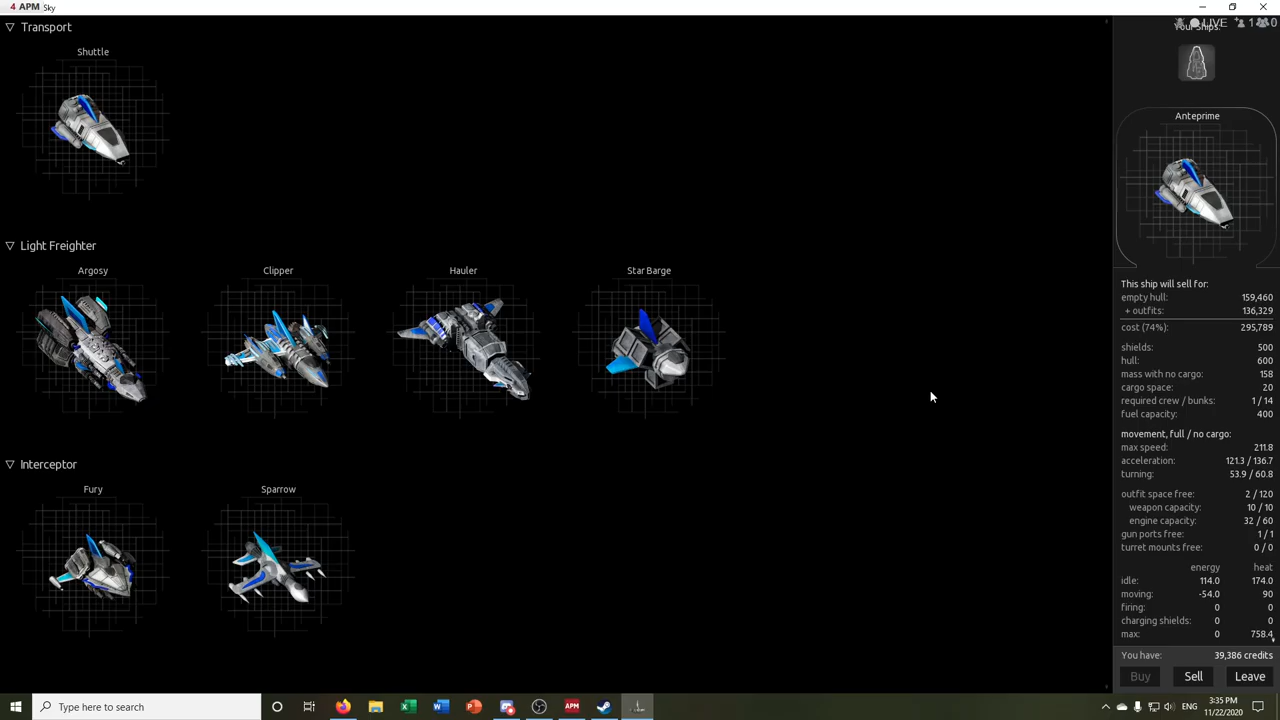 4 APM Sky
Transport
Shuttle
Light Freighter
Argosy
Clipper
Hauler
Star Barge
Interceptor
Fury
Sparrow
LIVE 1 0
Your Ships:
Anteprime
This ship will sell for:
empty hull: 159,460
+ outfits: 136,329
cost (74%): 295,789
shields: 500
hull: 600
mass with no cargo: 158
cargo space: 20
required crew / bunks: 1 / 14
fuel capacity: 400
movement, full / no cargo:
max speed: 211.8
acceleration: 121.3 / 136.7
turning: 53.9 / 60.8
outfit space free: 2 / 120
weapon capacity: 10 / 10
engine capacity: 32 / 60
gun ports free: 1 / 1
turret mounts free: 0 / 0
energy heat
idle: 114.0 174.0
moving: -54.0 90
firing: 0 0
charging shields: 0 0
max: 0 758.4
You have: 39,386 credits
Buy Sell Leave
Type here to search
APM
ENG
3:35 PM
11/22/2020